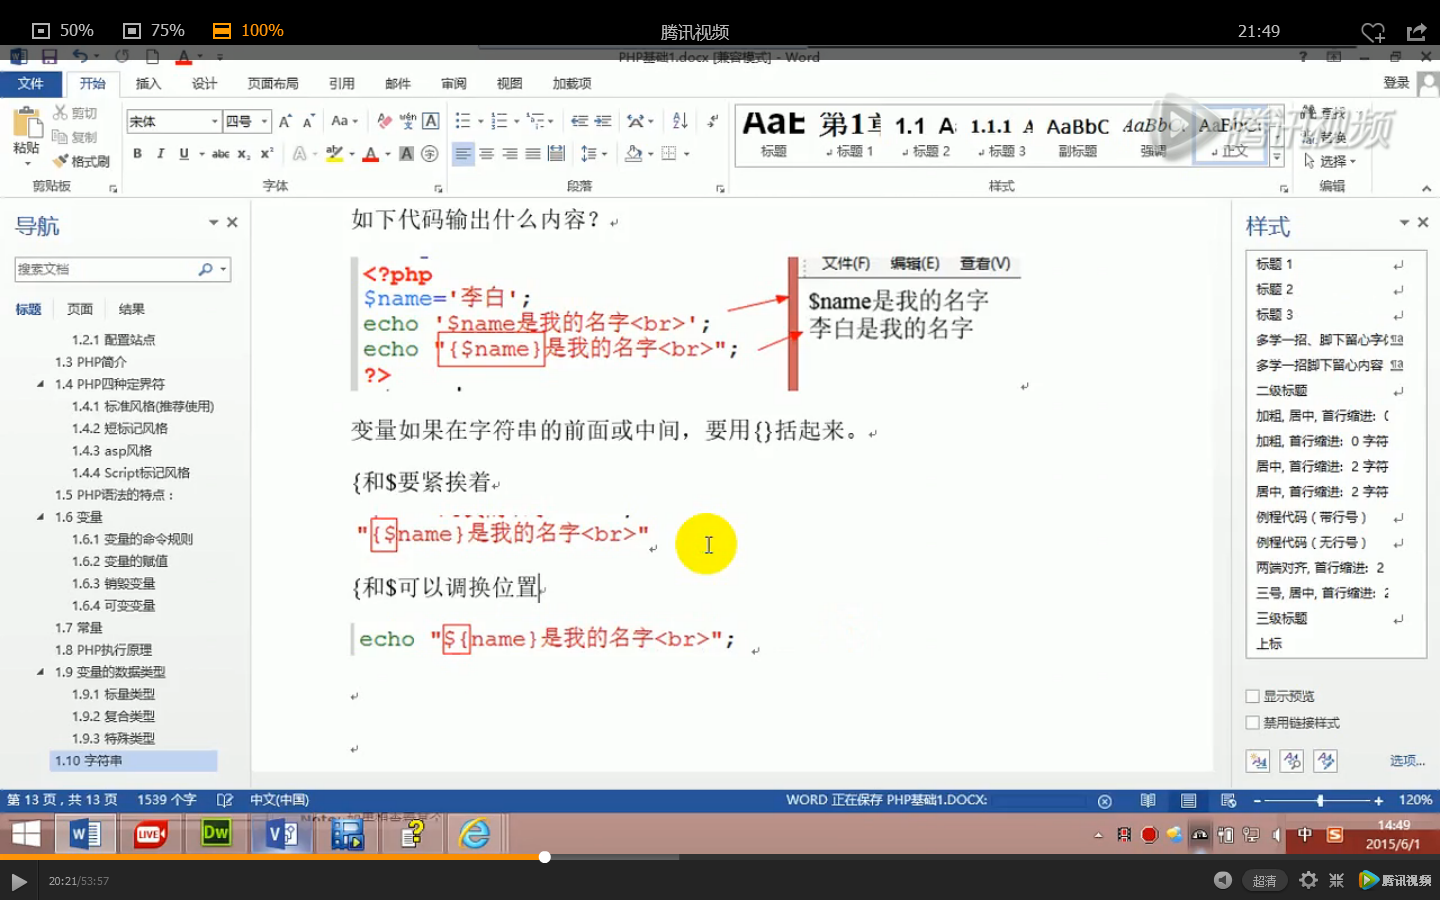 50% 75% 100% 腾讯视频 21:49
PHP基础1.docx [兼容模式] - Word
文件 开始 插入 设计 页面布局 引用 邮件 审阅 视图 加载项 登录
粘贴 剪切 复制 格式刷
宋体 四号
剪贴板 字体 段落 样式 编辑
标题 标题 1 标题 2 标题 3 副标题 强调 正文
查找
替换
选择
腾讯视频
导航
搜索文档
标题 页面 结果
1.2.1 配置站点
1.3 PHP简介
1.4 PHP四种定界符
1.4.1 标准风格(推荐使用)
1.4.2 短标记风格
1.4.3 asp风格
1.4.4 Script标记风格
1.5 PHP语法的特点：
1.6 变量
1.6.1 变量的命令规则
1.6.2 变量的赋值
1.6.3 销毁变量
1.6.4 可变变量
1.7 常量
1.8 PHP执行原理
1.9 变量的数据类型
1.9.1 标量类型
1.9.2 复合类型
1.9.3 特殊类型
1.10 字符串
如下代码输出什么内容？
<?php
$name='李白';
echo '$name是我的名字<br>';
echo "{$name}是我的名字<br>";
?>
文件(F) 编辑(E) 查看(V)
$name是我的名字
李白是我的名字
变量如果在字符串的前面或中间，要用{}括起来。
{和$要紧挨着
"{$name}是我的名字<br>"
{和$可以调换位置
echo "${name}是我的名字<br>";
样式
标题 1
标题 2
标题 3
多学一招、脚下留心字体
多学一招脚下留心内容
二级标题
加粗, 居中, 首行缩进: 0
加粗, 首行缩进: 0 字符
居中, 首行缩进: 2 字符
居中, 首行缩进: 2 字符
例程代码（带行号）
例程代码（无行号）
两端对齐, 首行缩进: 2
三号, 居中, 首行缩进: 2
三级标题
上标
显示预览
禁用链接样式
选项...
第 13 页，共 13 页 1539 个字 中文(中国) WORD 正在保存 PHP基础1.DOCX: 120%
14:49
2015/6/1
20:21/53:57 超清 腾讯视频